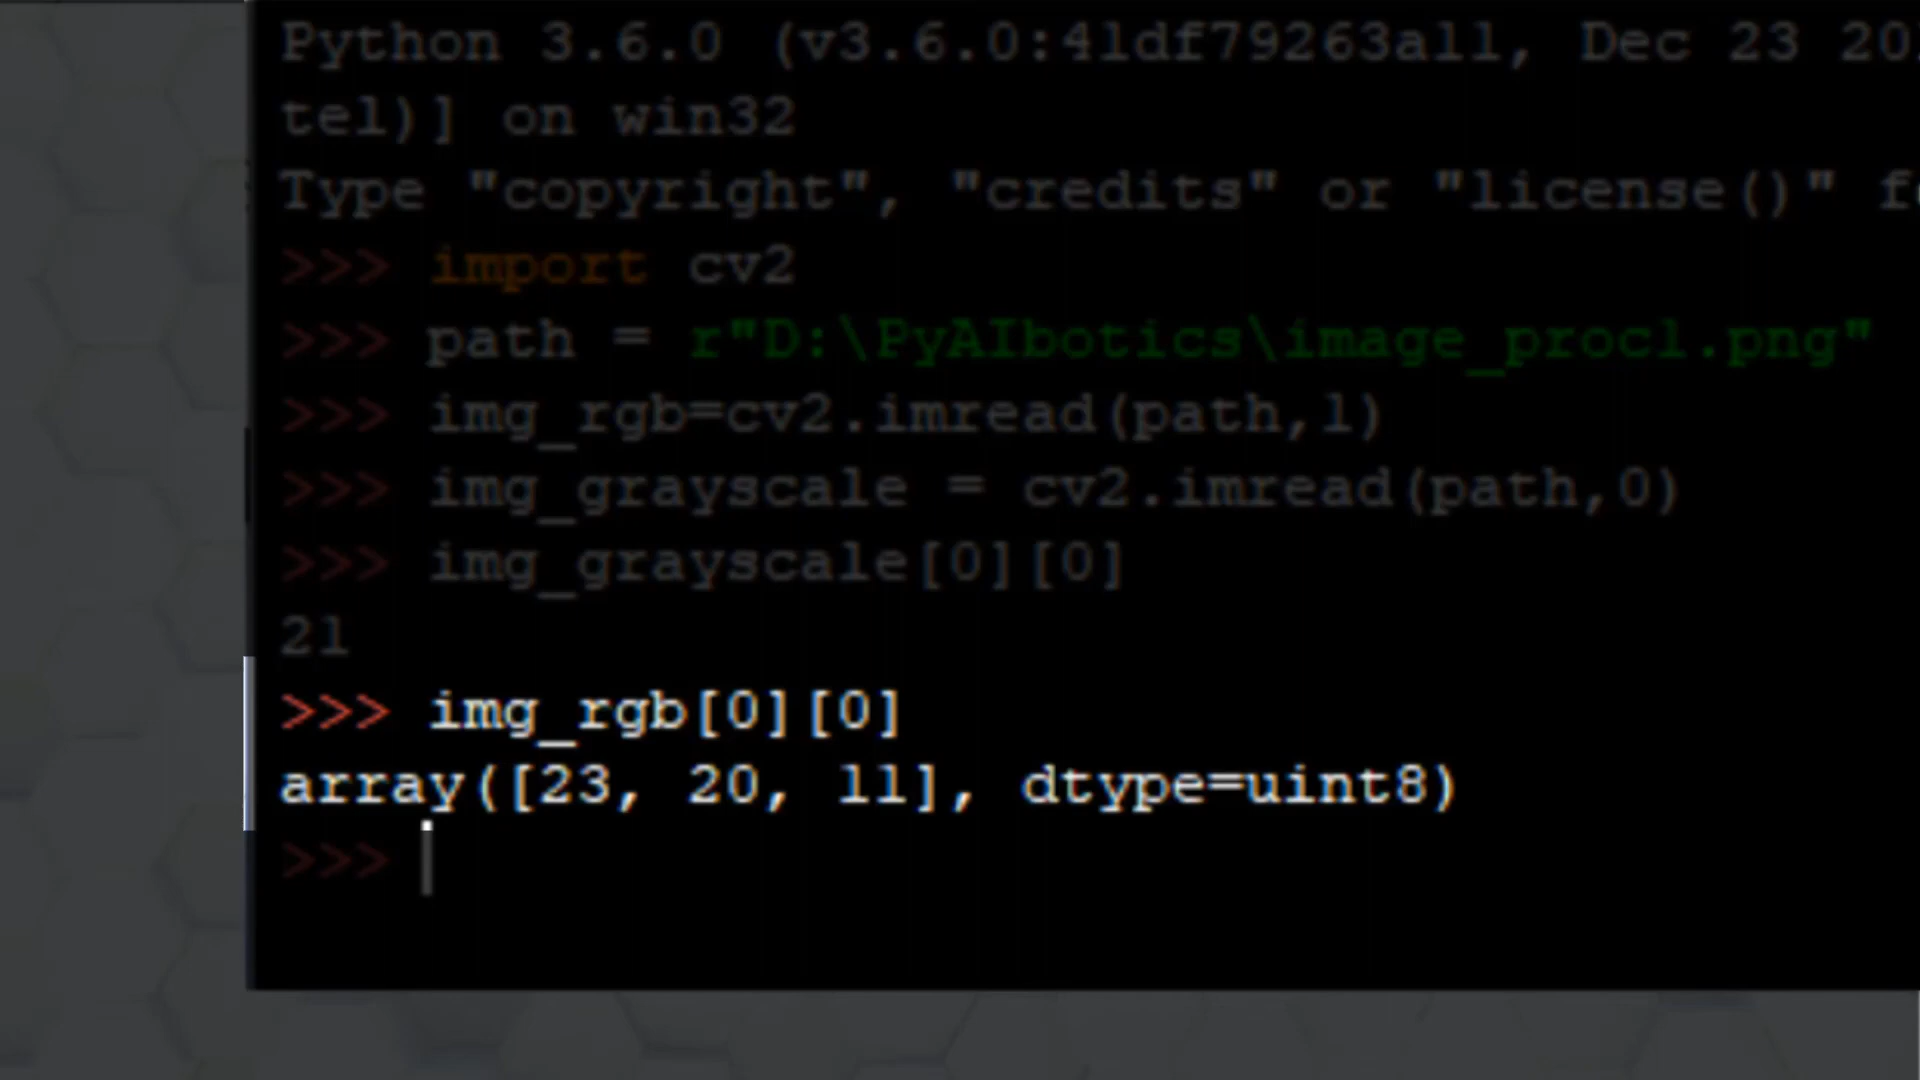 Python 3.6.0 (v3.6.0:41df79263a11, Dec 23 20
tel)] on win32
Type "copyright", "credits" or "license()" f
>>> import cv2
>>> path = r"D:\PyAIbotics\image_proc1.png"
>>> img_rgb=cv2.imread(path,1)
>>> img_grayscale = cv2.imread(path,0)
>>> img_grayscale[0][0]
21
>>> img_rgb[0][0]
array([23, 20, 11], dtype=uint8)
>>>